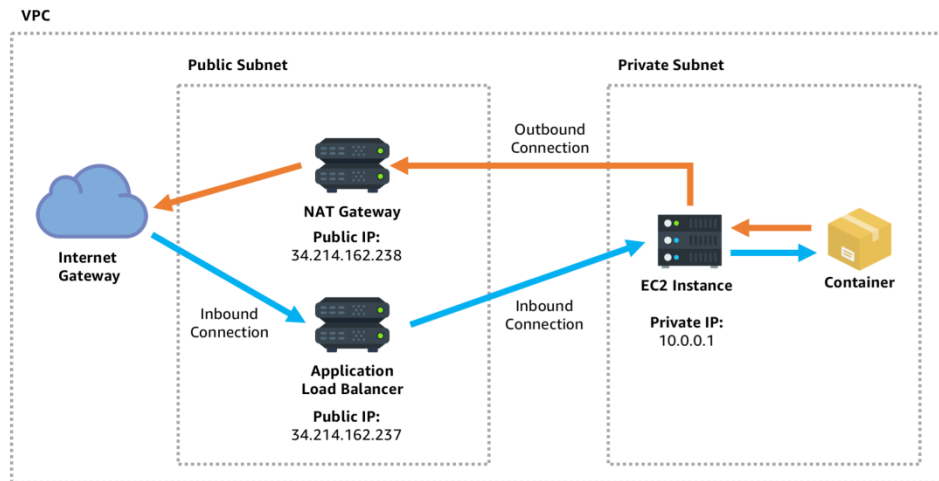 VPC
Public Subnet
Private Subnet
Outbound
Connection
NAT Gateway
Public IP:
34.214.162.238
Internet
Gateway
EC2 Instance
Container
Inbound
Connection
Inbound
Connection
Private IP:
10.0.0.1
Application
Load Balancer
Public IP:
34.214.162.237